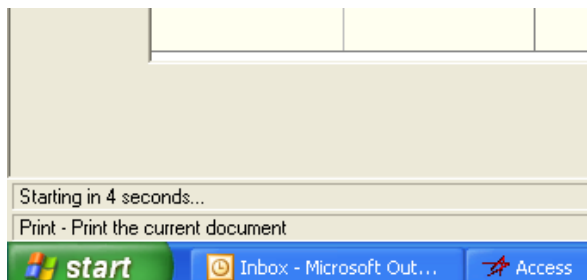 Starting in 4 seconds...
Print - Print the current document
start
Inbox - Microsoft Out...
Access